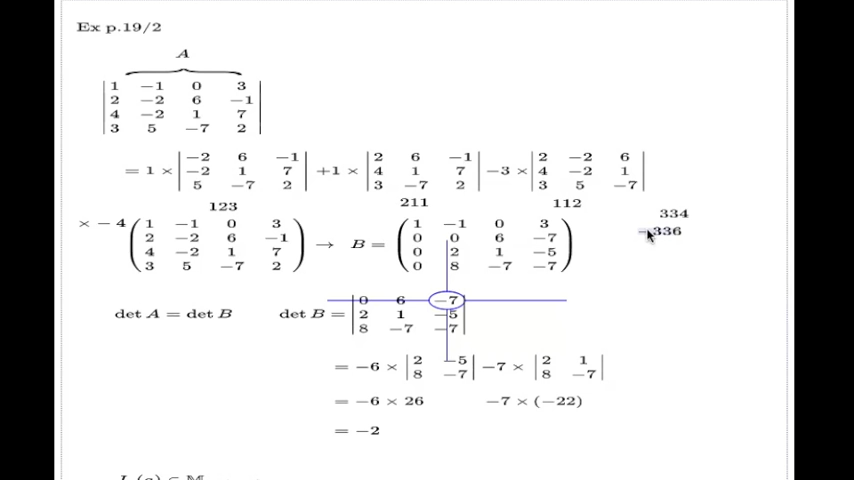 Ex p.19/2
A
1 −1 0 3
2 −2 6 −1
4 −2 1 7
3 5 −7 2
= 1 × | −2 6 −1 | +1 × | 2 6 −1 | −3 × | 2 −2 6 |
−2 1 7 4 1 7 4 −2 1
5 −7 2 3 −7 2 3 5 −7
123 211 112 334
× − 4 ( 1 −1 0 3 ) → B = ( 1 −1 0 3 ) −336
2 −2 6 −1 0 0 6 −7
4 −2 1 7 0 2 1 −5
3 5 −7 2 0 8 −7 −7
det A = det B det B = | 0 6 −7 |
2 1 −5
8 −7 −7
= −6 × | 2 −5 | −7 × | 2 1 |
8 −7 8 −7
= −6 × 26 −7 × (−22)
= −2